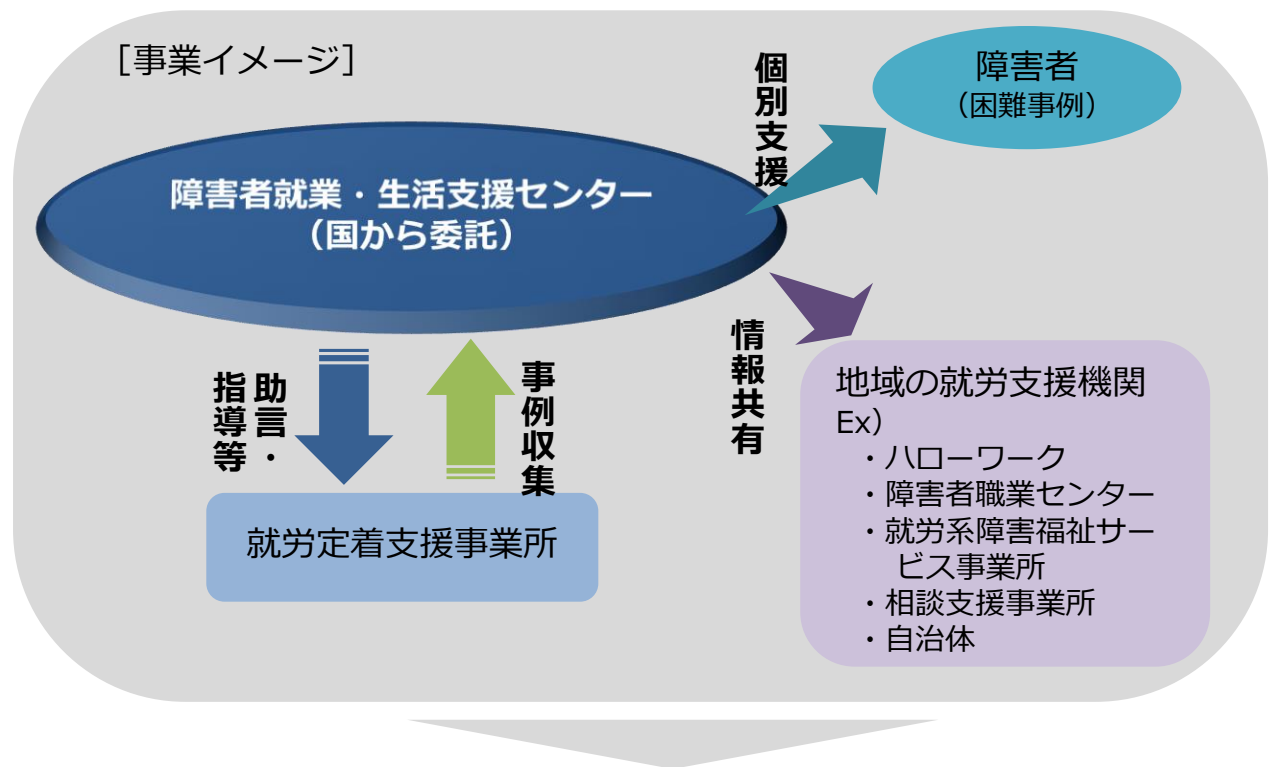 ［事業イメージ］
障害者
（困難事例）
個別支援
障害者就業・生活支援センター
（国から委託）
情報共有
助言・
指導等
事例収集
就労定着支援事業所
地域の就労支援機関
Ex）
・ハローワーク
・障害者職業センター
・就労系障害福祉サー
ビス事業所
・相談支援事業所
・自治体